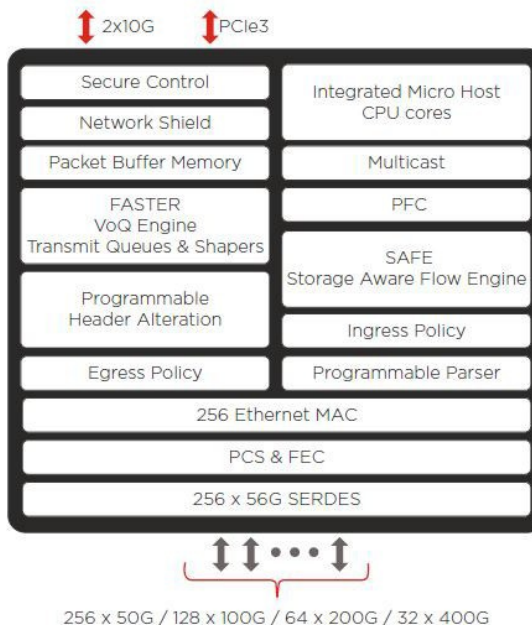 2x10G
PCIe3
Secure Control
Network Shield
Packet Buffer Memory
FASTER
VoQ Engine
Transmit Queues & Shapers
Programmable
Header Alteration
Egress Policy
Integrated Micro Host
CPU cores
Multicast
PFC
SAFE
Storage Aware Flow Engine
Ingress Policy
Programmable Parser
256 Ethernet MAC
PCS & FEC
256 x 56G SERDES
256 x 50G / 128 x 100G / 64 x 200G / 32 x 400G